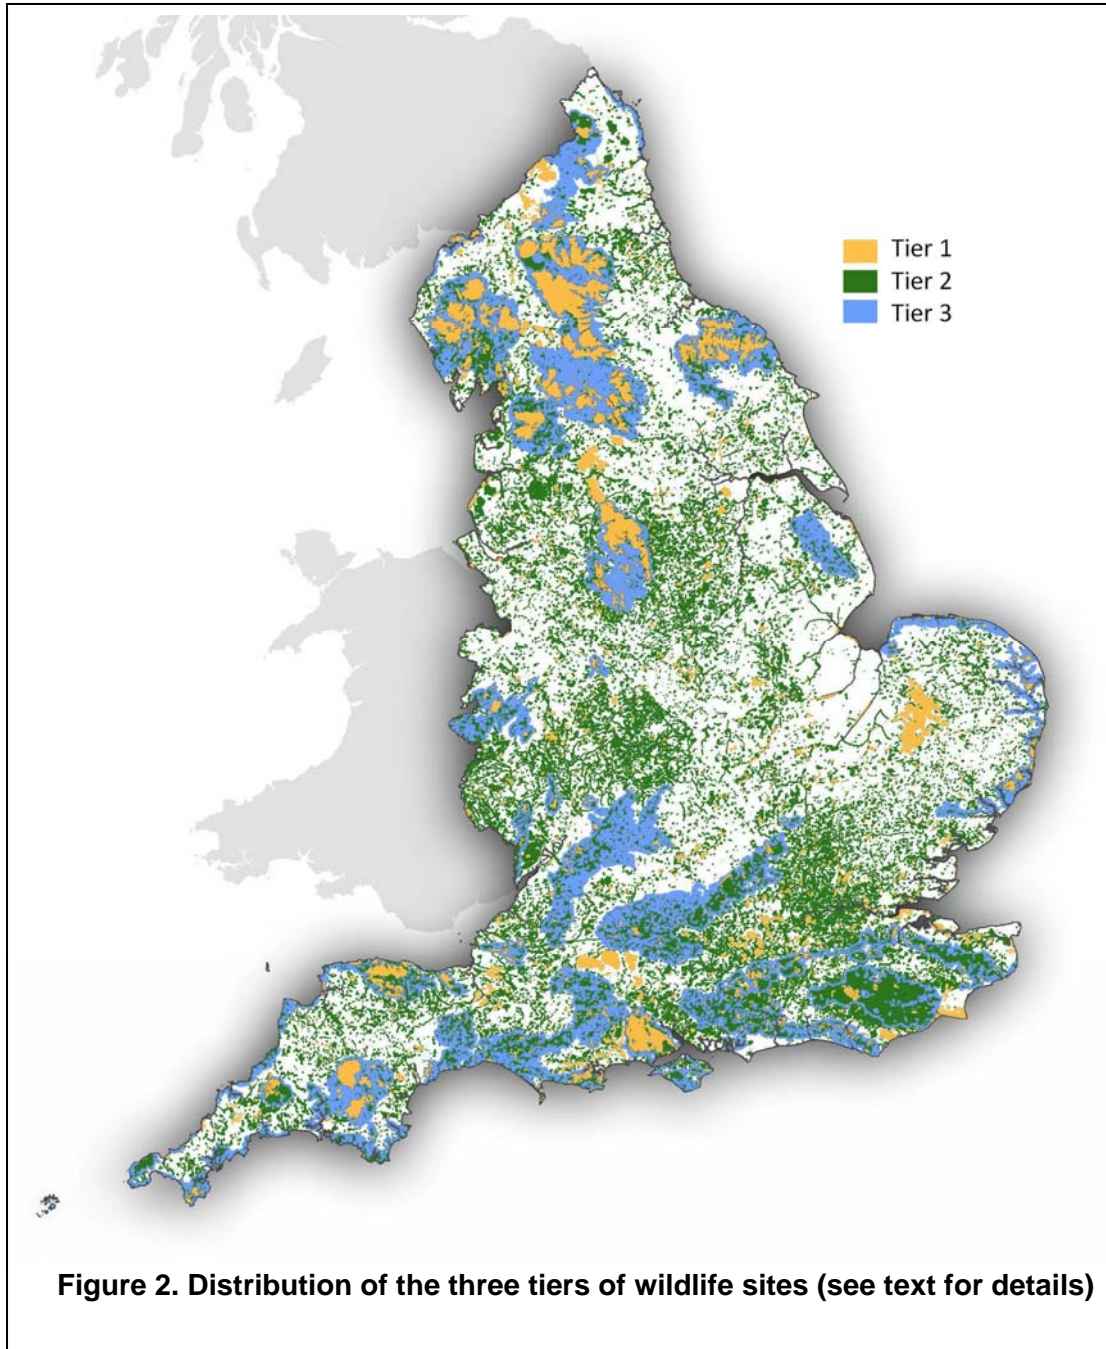 Tier 1
Tier 2
Tier 3
Figure 2. Distribution of the three tiers of wildlife sites (see text for details)